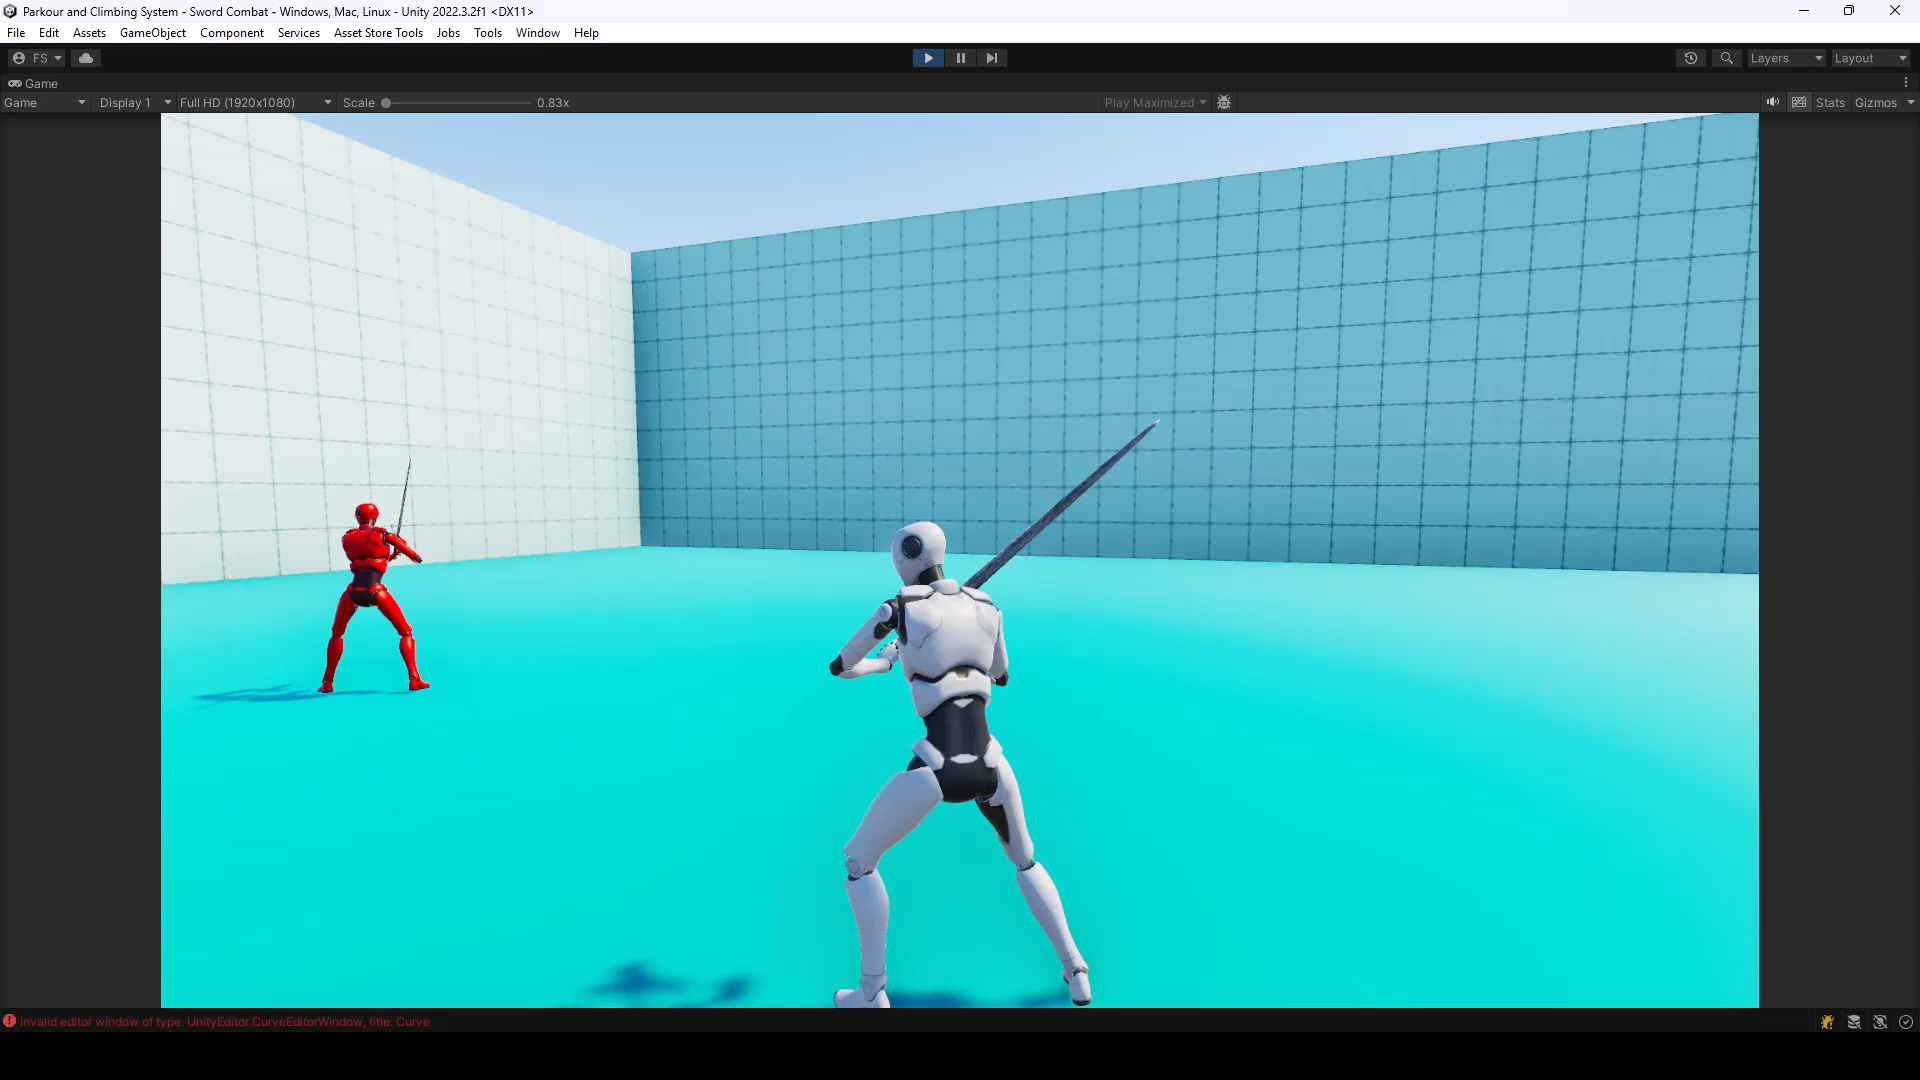 Parkour and Climbing System - Sword Combat - Windows, Mac, Linux - Unity 2022.3.2f1 <DX11>
File Edit Assets GameObject Component Services Asset Store Tools Jobs Tools Window Help
FS Layers Layout
Game
Game Display 1 Full HD (1920x1080) Scale 0.83x Play Maximized Stats Gizmos
Invalid editor window of type: UnityEditor.CurveEditorWindow, title: Curve